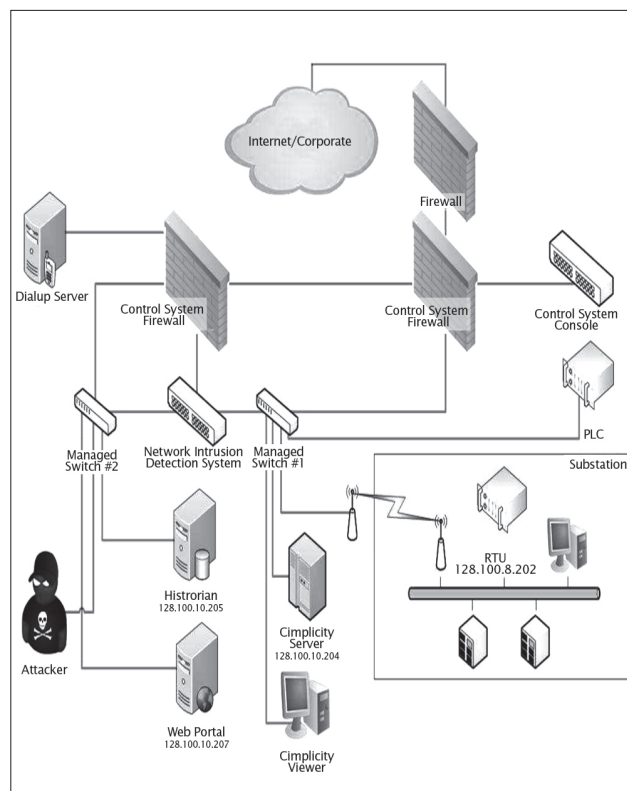 Internet/Corporate
Firewall
Dialup Server
Control System
Firewall
Control System
Firewall
Control System
Console
PLC
Managed
Switch #2
Network Intrusion
Detection System
Managed
Switch #1
Substation
RTU
128.100.8.202
Histrorian
128.100.10.205
Cimplicity
Server
128.100.10.204
Attacker
Web Portal
128.100.10.207
Cimplicity
Viewer